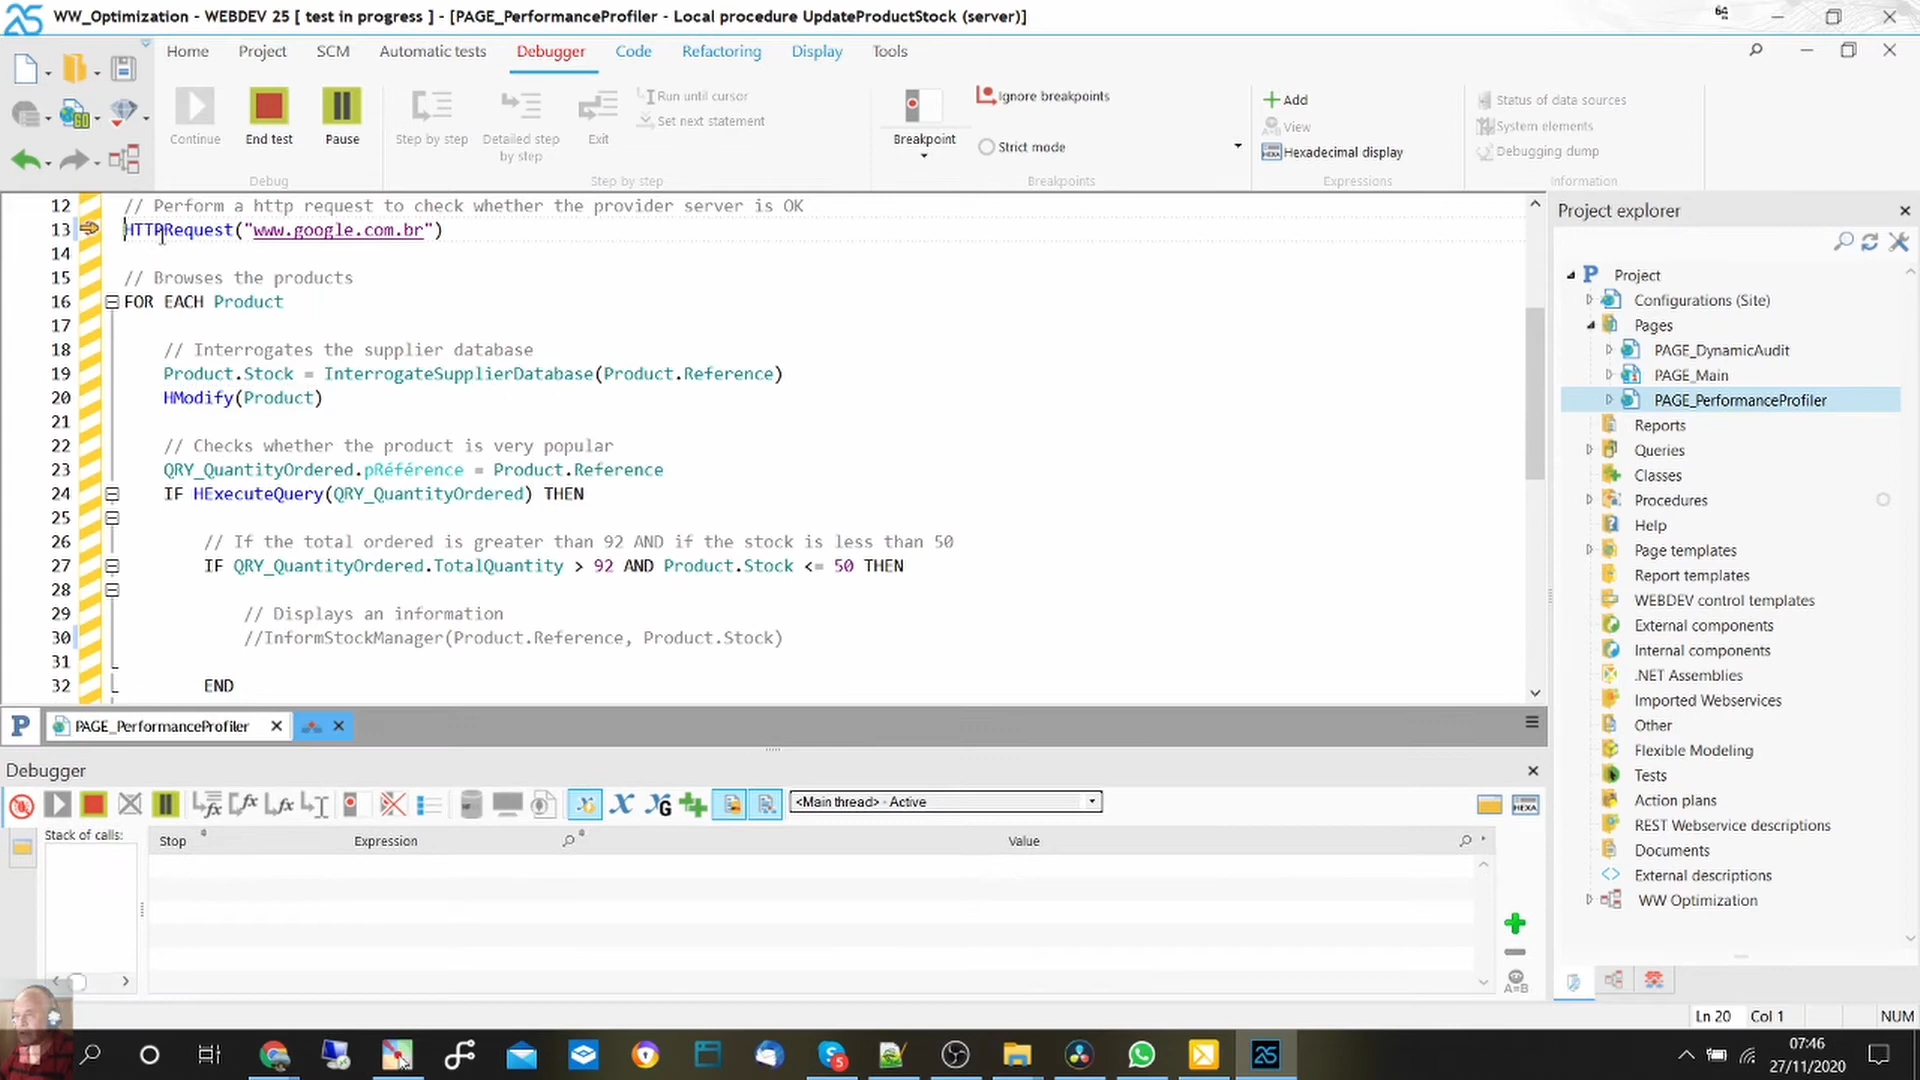 WW_Optimization - WEBDEV 25 [ test in progress ] - [PAGE_PerformanceProfiler - Local procedure UpdateProductStock (server)]
64
Home Project SCM Automatic tests Debugger Code Refactoring Display Tools
Continue
End test
Pause
Debug
Step by step
Detailed step by step
Exit
Run until cursor
Set next statement
Step by step
Breakpoint
Ignore breakpoints
Strict mode
Breakpoints
Add
View
Hexadecimal display
Expressions
Status of data sources
System elements
Debugging dump
Information
12 // Perform a http request to check whether the provider server is OK
13 HTTPRequest("www.google.com.br")
14
15 // Browses the products
16 FOR EACH Product
17
18 // Interrogates the supplier database
19 Product.Stock = InterrogateSupplierDatabase(Product.Reference)
20 HModify(Product)
21
22 // Checks whether the product is very popular
23 QRY_QuantityOrdered.pRéférence = Product.Reference
24 IF HExecuteQuery(QRY_QuantityOrdered) THEN
25
26 // If the total ordered is greater than 92 AND if the stock is less than 50
27 IF QRY_QuantityOrdered.TotalQuantity > 92 AND Product.Stock <= 50 THEN
28
29 // Displays an information
30 //InformStockManager(Product.Reference, Product.Stock)
31
32 END
PAGE_PerformanceProfiler
Debugger
<Main thread> - Active
HEXA
Stack of calls:
Stop Expression Value
A=B
Project explorer
Project
Configurations (Site)
Pages
PAGE_DynamicAudit
PAGE_Main
PAGE_PerformanceProfiler
Reports
Queries
Classes
Procedures
Help
Page templates
Report templates
WEBDEV control templates
External components
Internal components
.NET Assemblies
Imported Webservices
Other
Flexible Modeling
Tests
Action plans
REST Webservice descriptions
Documents
External descriptions
WW Optimization
Ln 20 Col 1 NUM
07:46
27/11/2020